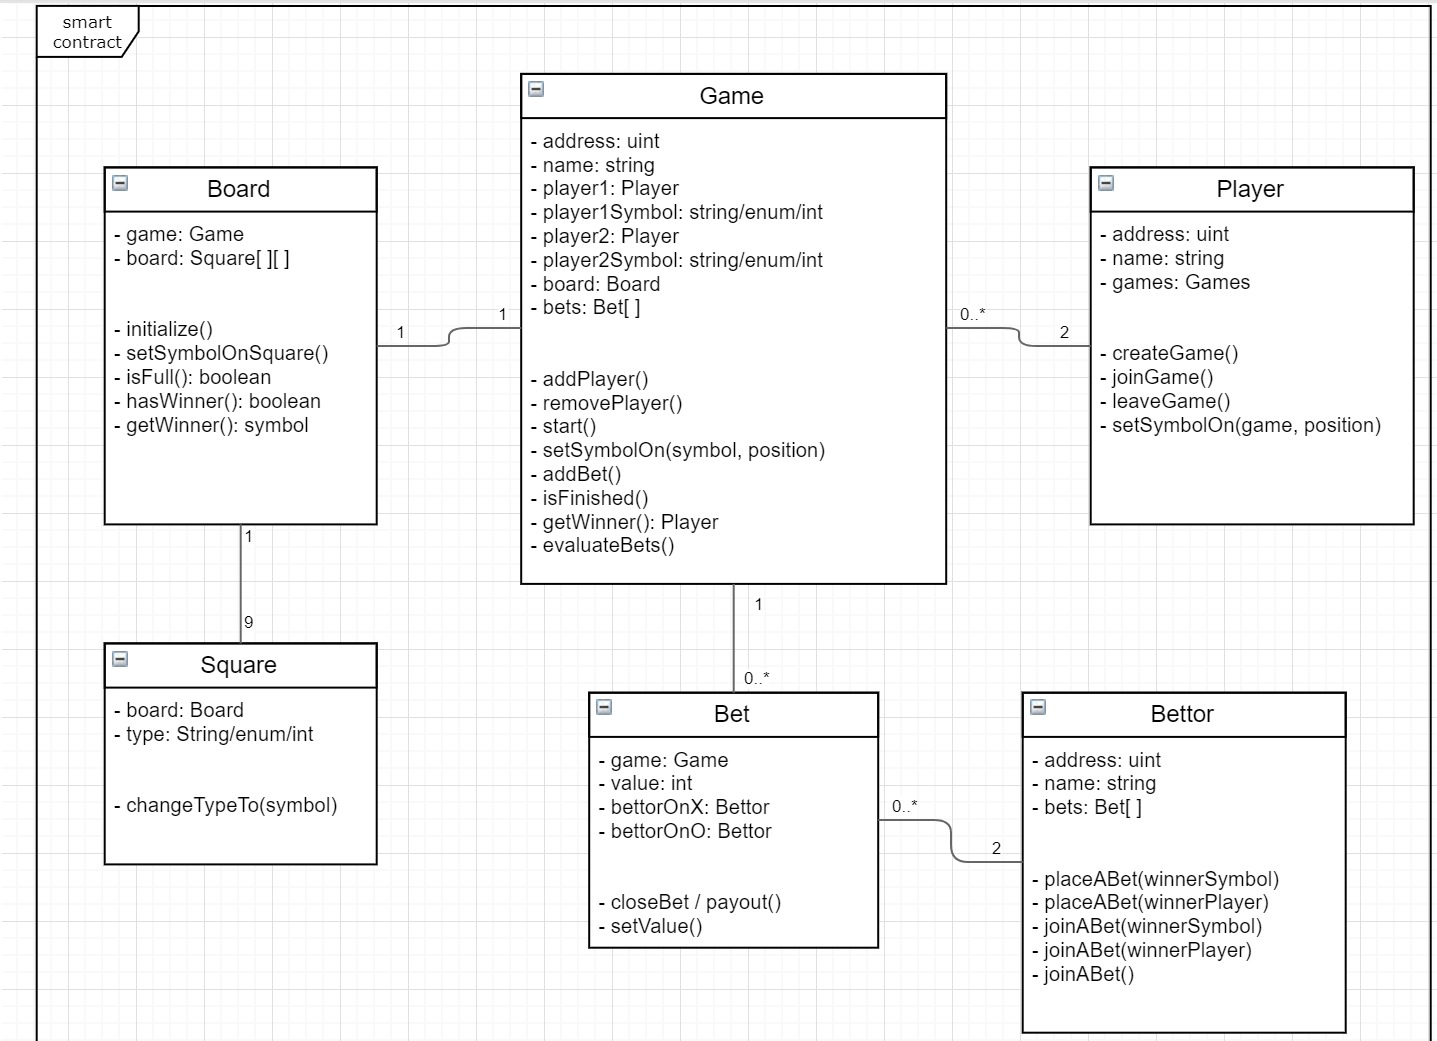 smart
contract
Game
- address: uint
- name: string
- player1: Player
- player1Symbol: string/enum/int
- player2: Player
- player2Symbol: string/enum/int
- board: Board
- bets: Bet[ ]
- addPlayer()
- removePlayer()
- start()
- setSymbolOn(symbol, position)
- addBet()
- isFinished()
- getWinner(): Player
- evaluateBets()
Board
- game: Game
- board: Square[ ][ ]
- initialize()
- setSymbolOnSquare()
- isFull(): boolean
- hasWinner(): boolean
- getWinner(): symbol
1
1
Player
- address: uint
- name: string
- games: Games
- createGame()
- joinGame()
- leaveGame()
- setSymbolOn(game, position)
0..*
2
1
9
Square
- board: Board
- type: String/enum/int
- changeTypeTo(symbol)
1
0..*
Bet
- game: Game
- value: int
- bettorOnX: Bettor
- bettorOnO: Bettor
- closeBet / payout()
- setValue()
0..*
2
Bettor
- address: uint
- name: string
- bets: Bet[ ]
- placeABet(winnerSymbol)
- placeABet(winnerPlayer)
- joinABet(winnerSymbol)
- joinABet(winnerPlayer)
- joinABet()